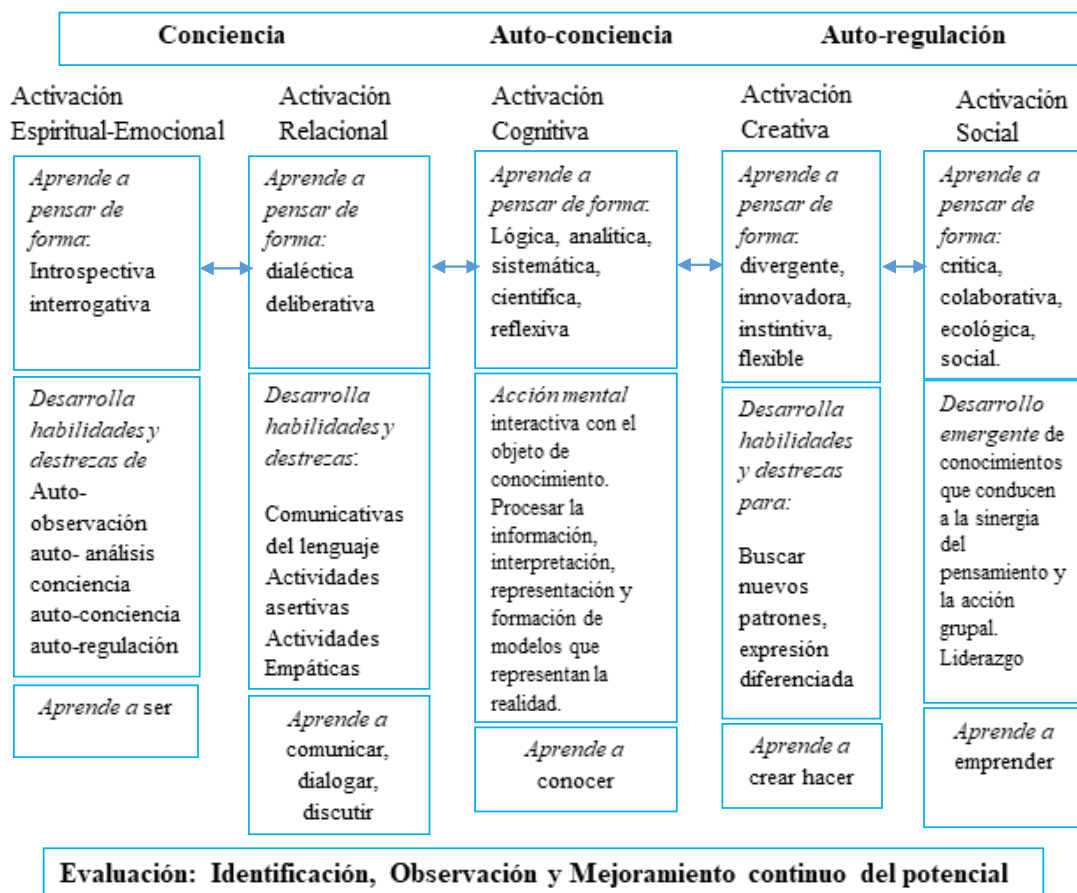 Conciencia Auto-conciencia Auto-regulación
Activación
Espiritual-Emocional
Aprende a
pensar de
forma:
Introspectiva
interrogativa
Desarrolla
habilidades y
destrezas de
Auto-
observación
auto- análisis
conciencia
auto-conciencia
auto-regulación
Aprende a ser
Activación
Relacional
Aprende a
pensar de
forma:
dialéctica
deliberativa
Desarrolla
habilidades y
destrezas:
Comunicativas
del lenguaje
Actividades
asertivas
Actividades
Empáticas
Aprende a
comunicar,
dialogar,
discutir
Activación
Cognitiva
Aprende a
pensar de forma:
Lógica, analítica,
sistemática,
científica,
reflexiva
Acción mental
interactiva con el
objeto de
conocimiento.
Procesar la
información,
interpretación,
representación y
formación de
modelos que
representan la
realidad.
Aprende a
conocer
Activación
Creativa
Aprende a
pensar de
forma:
divergente,
innovadora,
instintiva,
flexible
Desarrolla
habilidades
y destrezas
para:
Buscar
nuevos
patrones,
expresión
diferenciada
Aprende a
crear hacer
Activación
Social
Aprende a
pensar de
forma:
critica,
colaborativa,
ecológica,
social.
Desarrollo
emergente de
conocimientos
que conducen
a la sinergia
del
pensamiento y
la acción
grupal.
Liderazgo
Aprende a
emprender
Evaluación: Identificación, Observación y Mejoramiento continuo del potencial